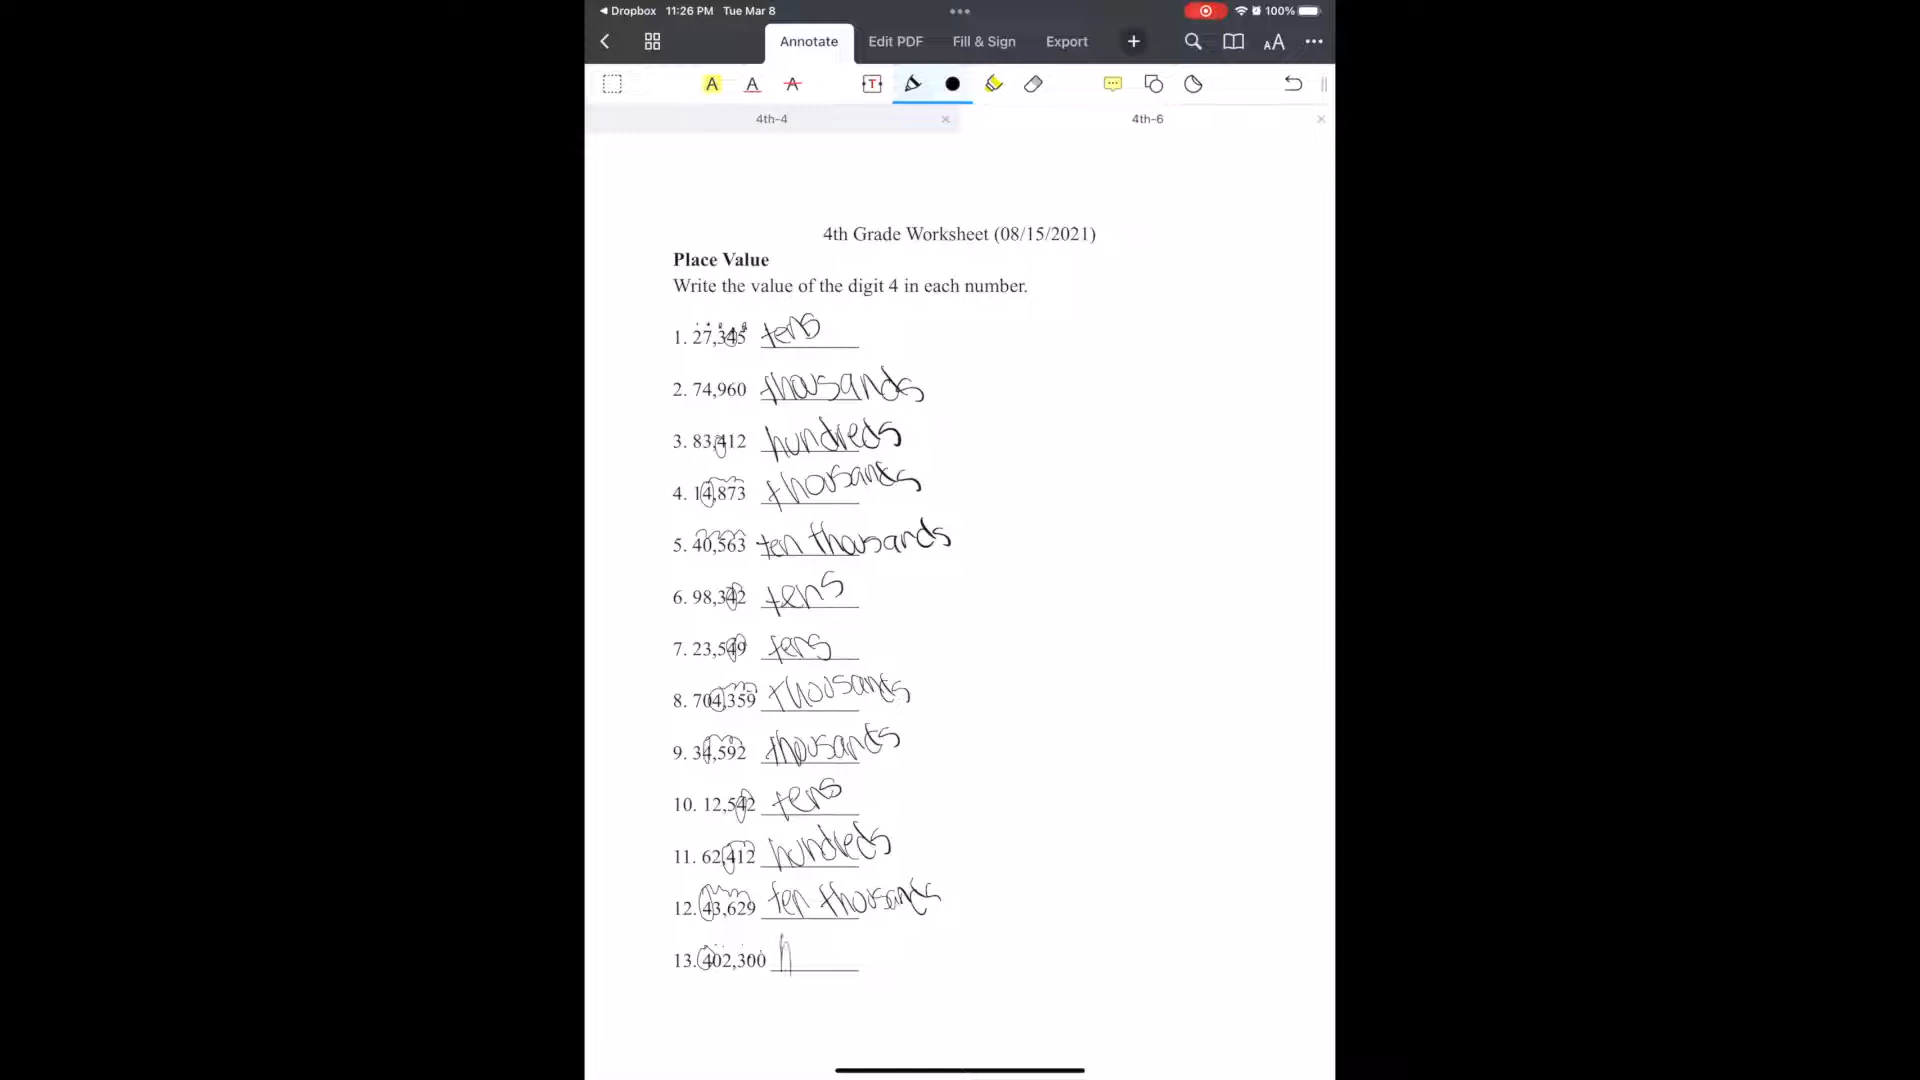 Dropbox 11:26 PM Tue Mar 8 100%
Annotate Edit PDF Fill & Sign Export
4th-4 4th-6
4th Grade Worksheet (08/15/2021)
Place Value
Write the value of the digit 4 in each number.
1. 27,345 tens
2. 74,960 thousands
3. 83,412 hundreds
4. 14,873 thousands
5. 40,563 ten thousands
6. 98,342 tens
7. 23,549 tens
8. 704,359 thousands
9. 34,592 thousands
10. 12,542 tens
11. 62,412 hundreds
12. 43,629 ten thousands
13. 402,300 h